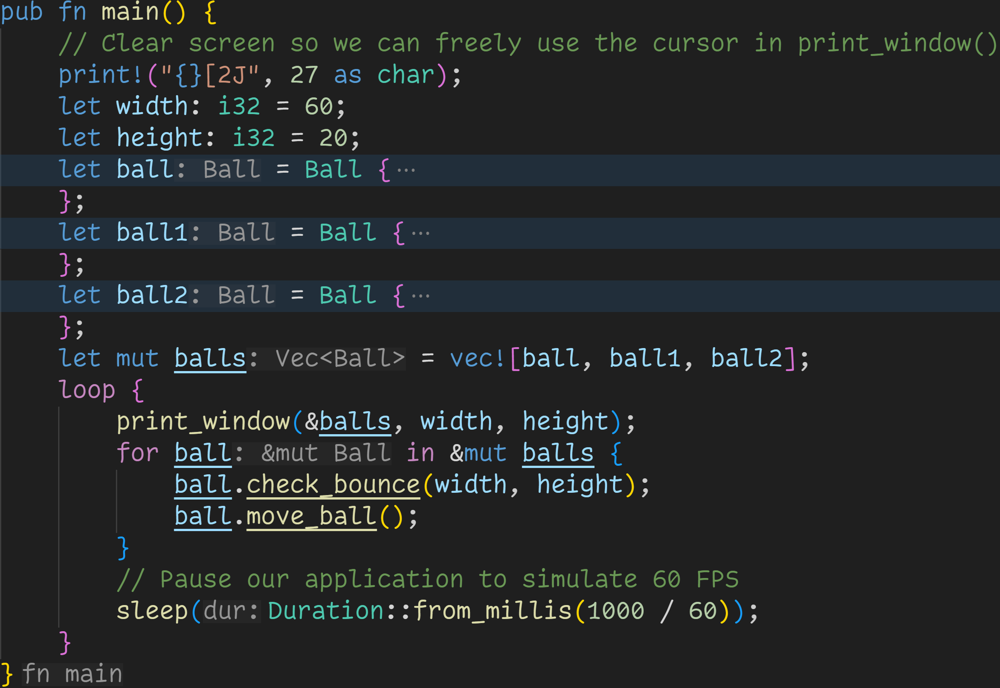 pub fn main() {
    // Clear screen so we can freely use the cursor in print_window()
    print!("{}[2J", 27 as char);
    let width: i32 = 60;
    let height: i32 = 20;
    let ball: Ball = Ball {⋯
    };
    let ball1: Ball = Ball {⋯
    };
    let ball2: Ball = Ball {⋯
    };
    let mut balls: Vec<Ball> = vec![ball, ball1, ball2];
    loop {
        print_window(&balls, width, height);
        for ball: &mut Ball in &mut balls {
            ball.check_bounce(width, height);
            ball.move_ball();
        }
        // Pause our application to simulate 60 FPS
        sleep(dur: Duration::from_millis(1000 / 60));
    }
} fn main